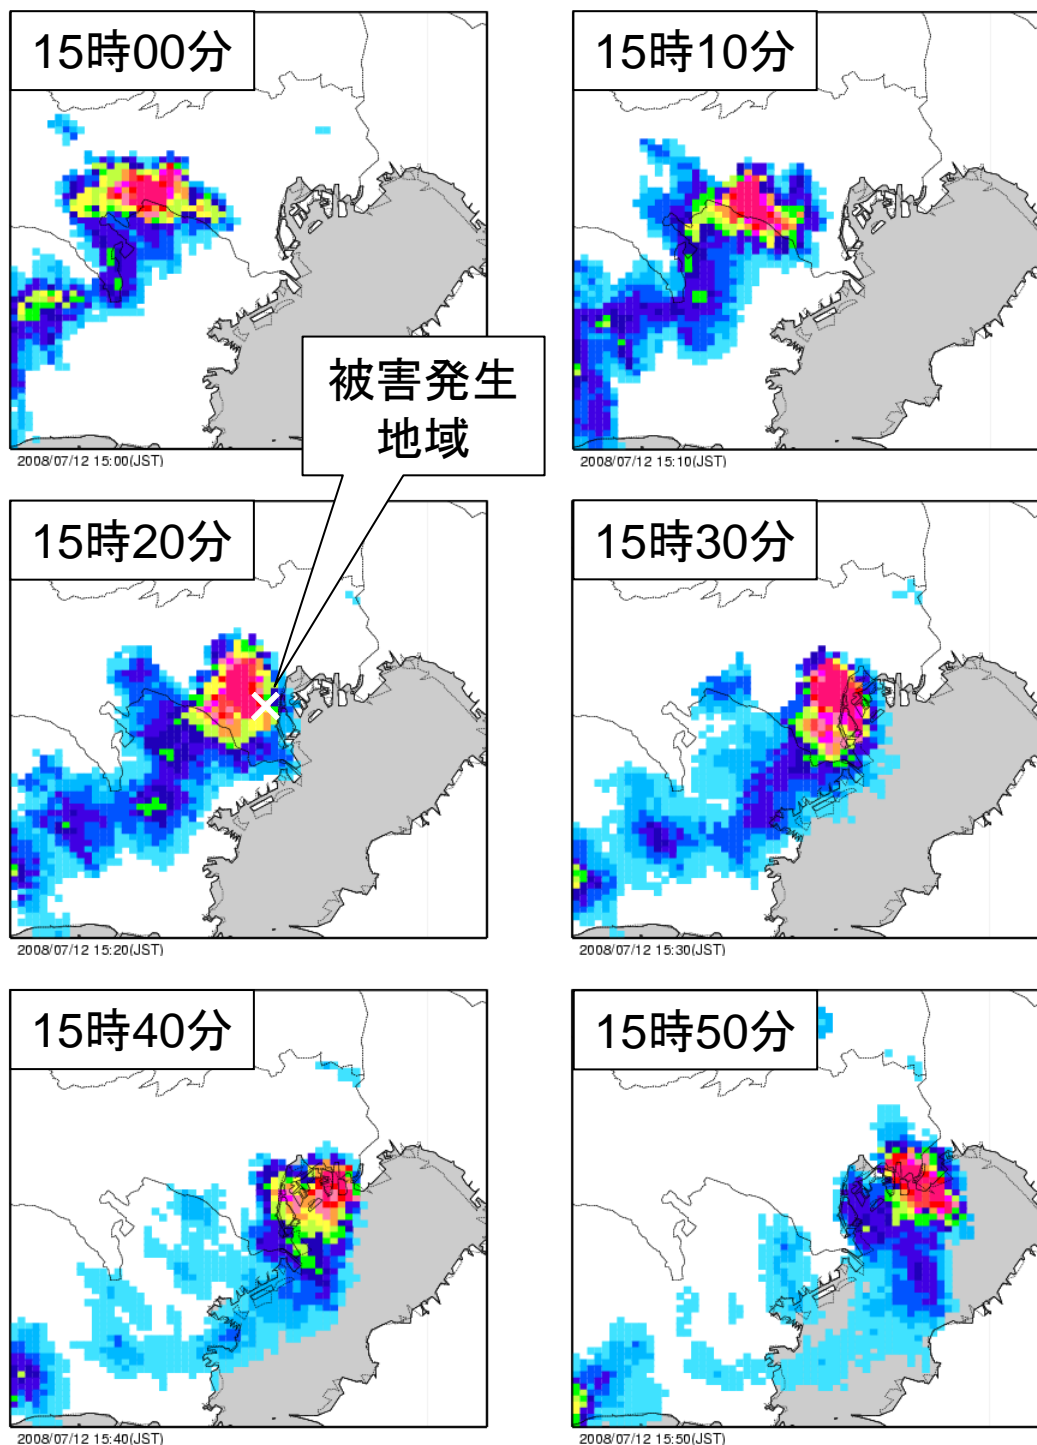 15時00分
15時10分
2008/07/12 15:00(JST)
2008/07/12 15:10(JST)
被害発生
地域
15時20分
15時30分
2008/07/12 15:20(JST)
2008/07/12 15:30(JST)
15時40分
15時50分
2008/07/12 15:40(JST)
2008/07/12 15:50(JST)